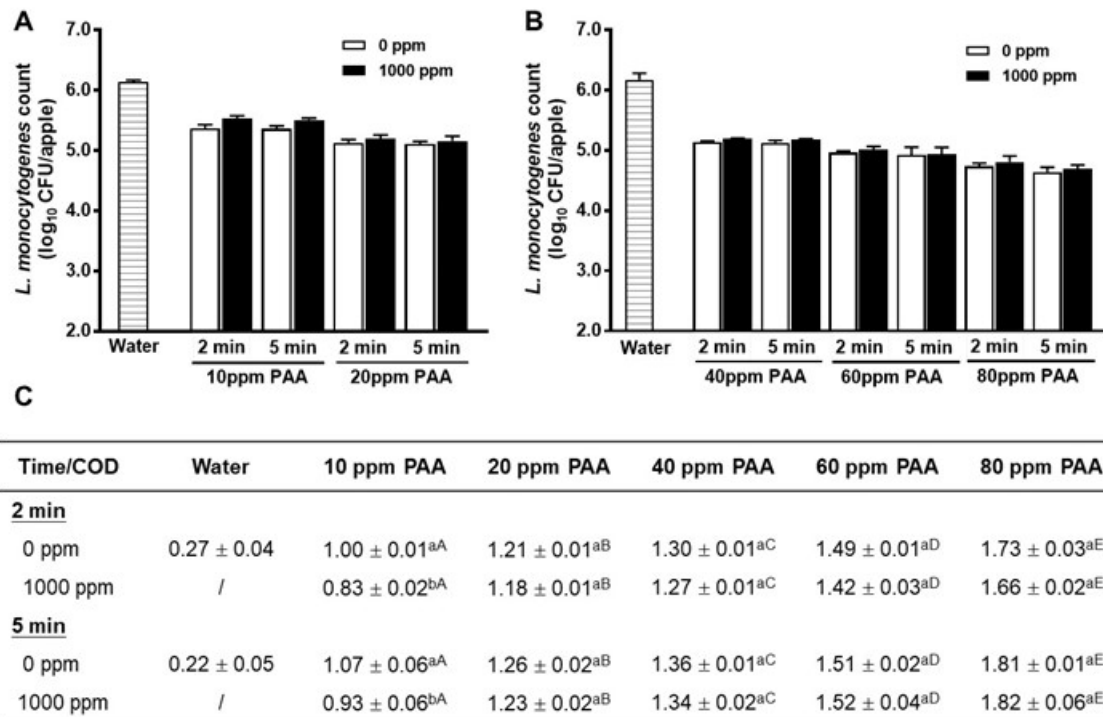 A
L. monocytogenes count
(log₁₀ CFU/apple)
7.0
6.0
5.0
4.0
3.0
2.0
0 ppm
1000 ppm
Water
2 min 5 min 2 min 5 min
10ppm PAA 20ppm PAA
B
L. monocytogenes count
(log₁₀ CFU/apple)
7.0
6.0
5.0
4.0
3.0
2.0
0 ppm
1000 ppm
Water
2 min 5 min 2 min 5 min 2 min 5 min
40ppm PAA 60ppm PAA 80ppm PAA
C
Time/COD Water 10 ppm PAA 20 ppm PAA 40 ppm PAA 60 ppm PAA 80 ppm PAA
2 min
0 ppm 0.27 ± 0.04 1.00 ± 0.01ᵃᴬ 1.21 ± 0.01ᵃᴮ 1.30 ± 0.01ᵃC 1.49 ± 0.01ᵃᴰ 1.73 ± 0.03ᵃᴱ
1000 ppm / 0.83 ± 0.02ᵇᴬ 1.18 ± 0.01ᵃᴮ 1.27 ± 0.01ᵃC 1.42 ± 0.03ᵃᴰ 1.66 ± 0.02ᵃᴱ
5 min
0 ppm 0.22 ± 0.05 1.07 ± 0.06ᵃᴬ 1.26 ± 0.02ᵃᴮ 1.36 ± 0.01ᵃC 1.51 ± 0.02ᵃᴰ 1.81 ± 0.01ᵃᴱ
1000 ppm / 0.93 ± 0.06ᵇᴬ 1.23 ± 0.02ᵃᴮ 1.34 ± 0.02ᵃC 1.52 ± 0.04ᵃᴰ 1.82 ± 0.06ᵃᴱ